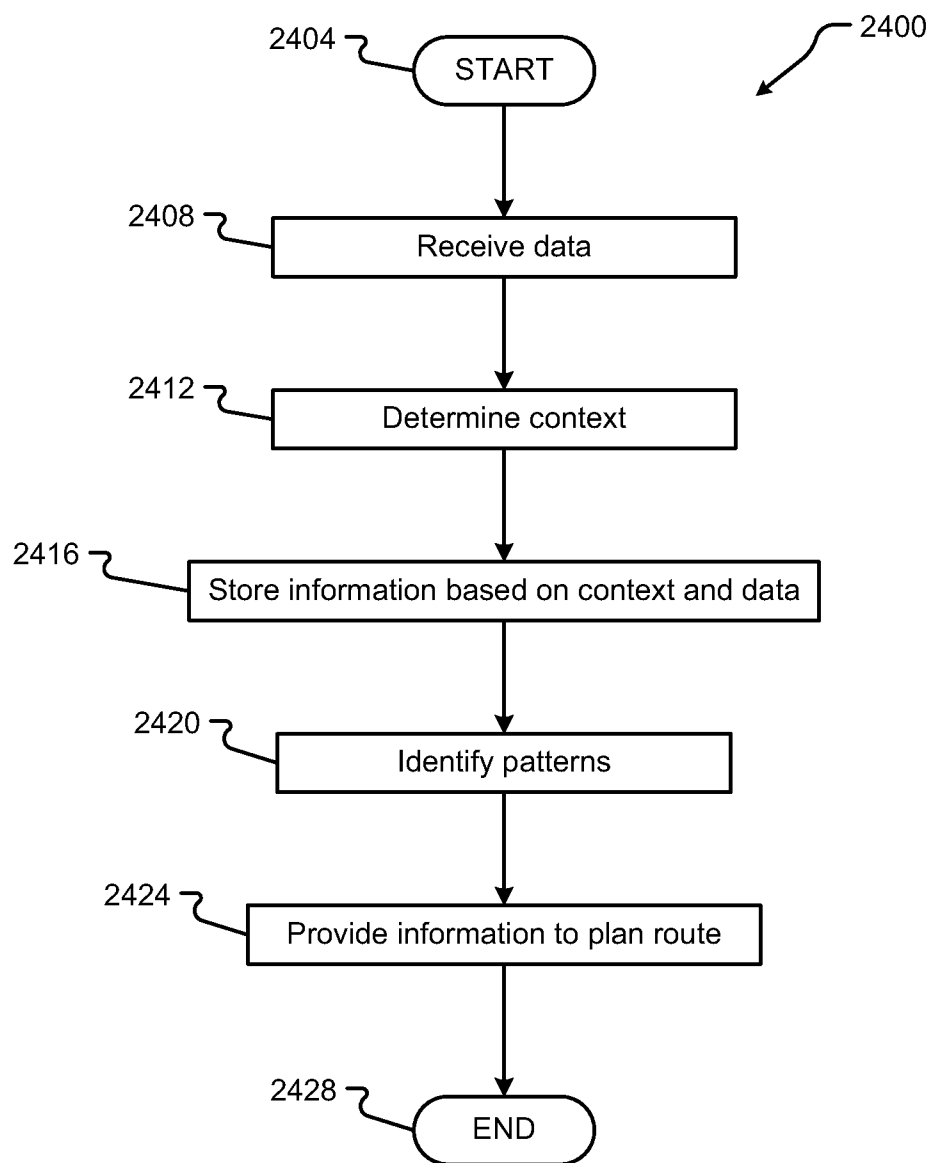 2400
2404
START
2408
Receive data
2412
Determine context
2416
Store information based on context and data
2420
Identify patterns
2424
Provide information to plan route
2428
END